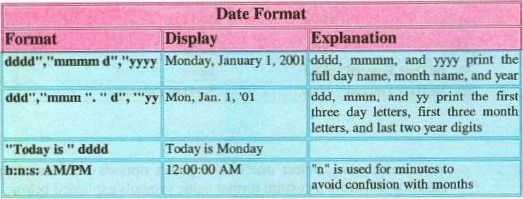 Date Format
Format Display Explanation
dddd","mmmm d","yyyy Monday, January 1, 2001 dddd, mmmm, and yyyy print the
full day name, month name, and year
ddd","mmm ". " d", "'"yy Mon, Jan. 1, '01 ddd, mmm, and yy print the first
three day letters, first three month
letters, and last two year digits
"Today is " dddd Today is Monday
h:n:s: AM/PM 12:00:00 AM "n" is used for minutes to
avoid confusion with months